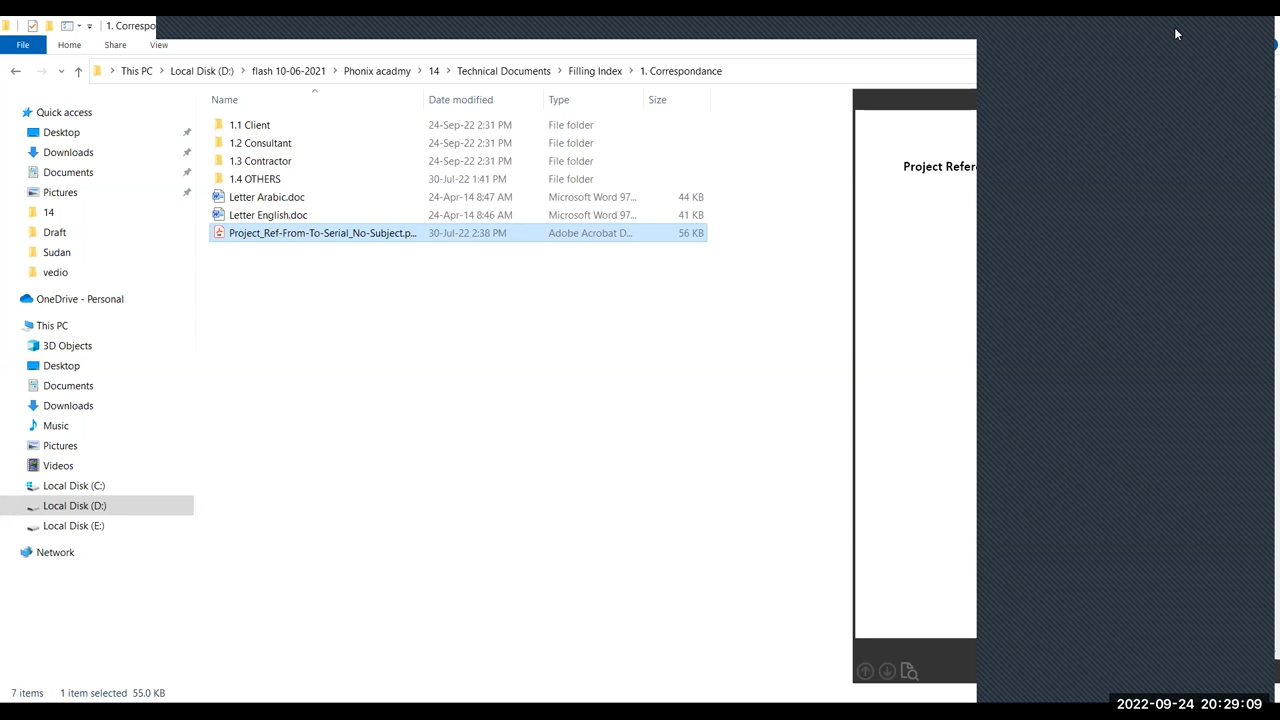 1. Correspo
File Home Share View
This PC Local Disk (D:) flash 10-06-2021 Phonix acadmy 14 Technical Documents Filling Index 1. Correspondance
Name Date modified Type Size
Quick access
Desktop
Downloads
Documents
Pictures
14
Draft
Sudan
vedio
OneDrive - Personal
This PC
3D Objects
Desktop
Documents
Downloads
Music
Pictures
Videos
Local Disk (C:)
Local Disk (D:)
Local Disk (E:)
Network
1.1 Client 24-Sep-22 2:31 PM File folder
1.2 Consultant 24-Sep-22 2:31 PM File folder
1.3 Contractor 24-Sep-22 2:31 PM File folder
1.4 OTHERS 30-Jul-22 1:41 PM File folder
Letter Arabic.doc 24-Apr-14 8:47 AM Microsoft Word 97... 44 KB
Letter English.doc 24-Apr-14 8:46 AM Microsoft Word 97... 41 KB
Project_Ref-From-To-Serial_No-Subject.p... 30-Jul-22 2:38 PM Adobe Acrobat D... 56 KB
Project Refer
7 items 1 item selected 55.0 KB
2022-09-24 20:29:09